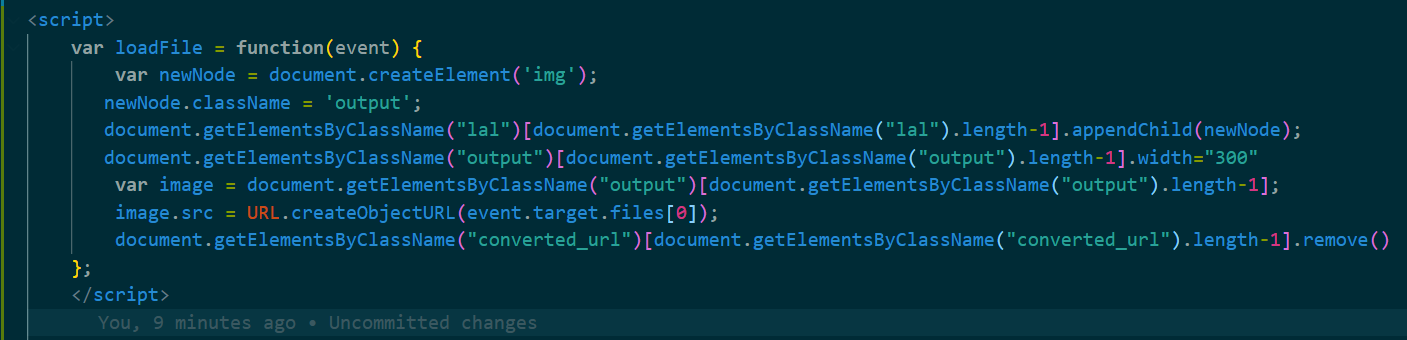 <script>
var loadFile = function(event) {
var newNode = document.createElement('img');
newNode.className = 'output';
document.getElementsByClassName("lal")[document.getElementsByClassName("lal").length-1].appendChild(newNode);
document.getElementsByClassName("output")[document.getElementsByClassName("output").length-1].width="300"
var image = document.getElementsByClassName("output")[document.getElementsByClassName("output").length-1];
image.src = URL.createObjectURL(event.target.files[0]);
document.getElementsByClassName("converted_url")[document.getElementsByClassName("converted_url").length-1].remove()
};
</script>
You, 9 minutes ago • Uncommitted changes